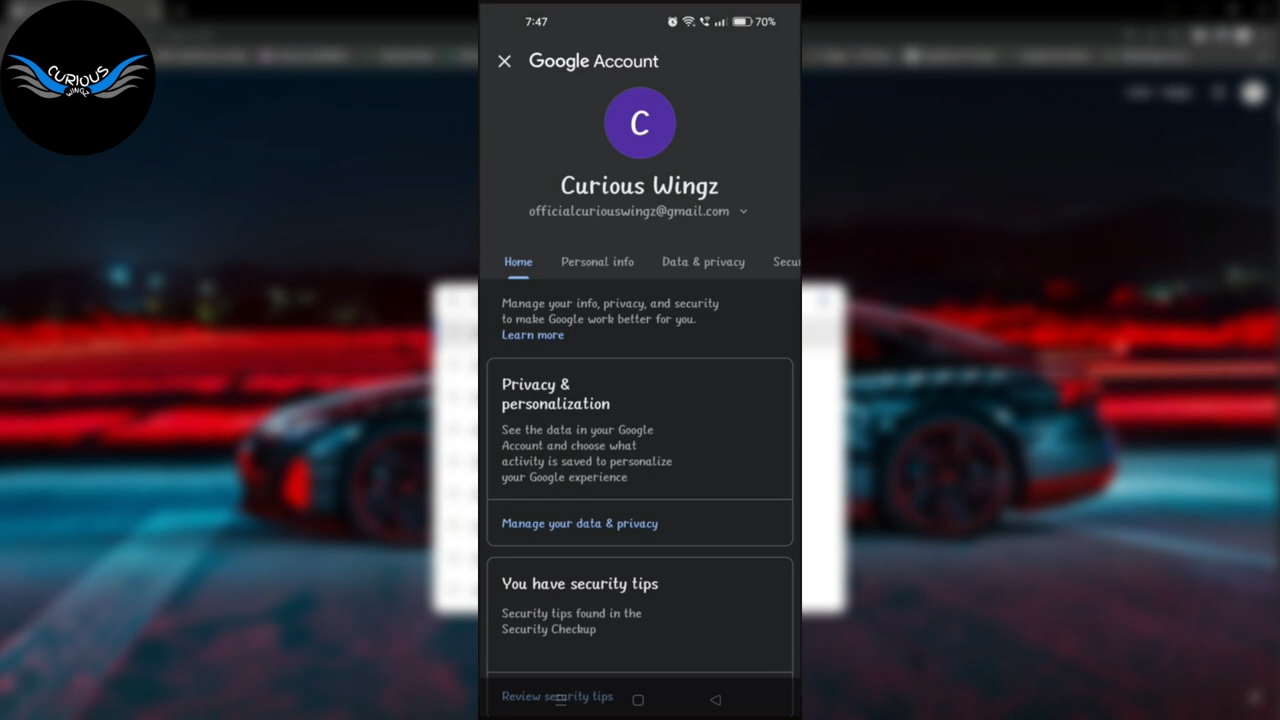 CURIOUS
WINGZ
7:47
70%
Google Account
C
Curious Wingz
officialcuriouswingz@gmail.com
Home Personal info Data & privacy Secu
Manage your info, privacy, and security
to make Google work better for you.
Learn more
Privacy &
personalization
See the data in your Google
Account and choose what
activity is saved to personalize
your Google experience
Manage your data & privacy
You have security tips
Security tips found in the
Security Checkup
Review security tips